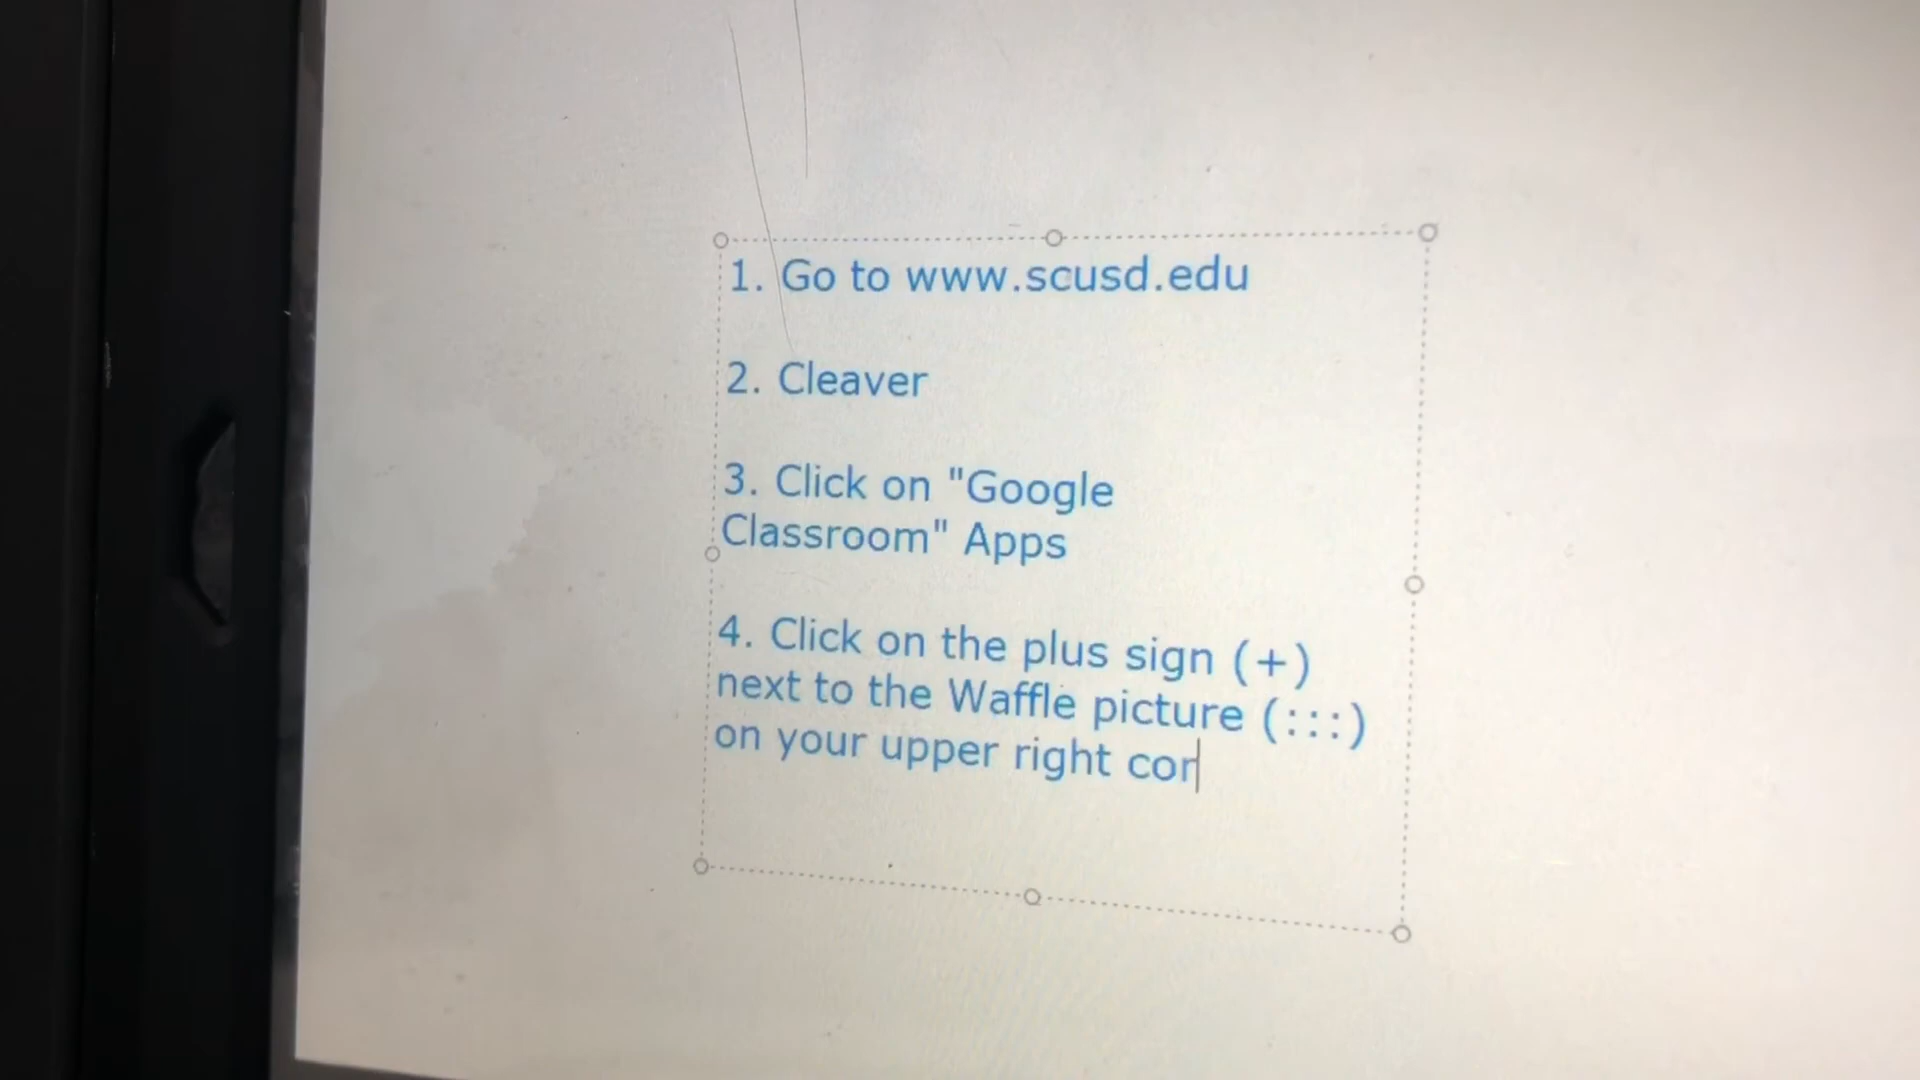 1. Go to www.scusd.edu
2. Cleaver
3. Click on "Google
Classroom" Apps
4. Click on the plus sign (+)
next to the Waffle picture (:::)
on your upper right cor